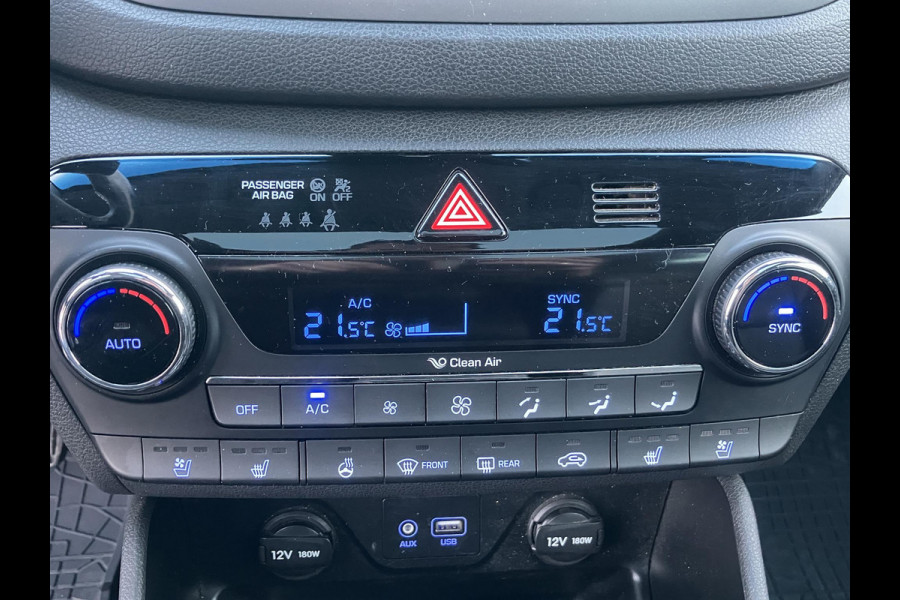 PASSENGER
AIR BAG ON OFF
A/C
21.5°C
SYNC
21.5°C
Clean Air
AUTO
SYNC
OFF
A/C
FRONT
REAR
12V 180W
AUX
USB
12V 180W